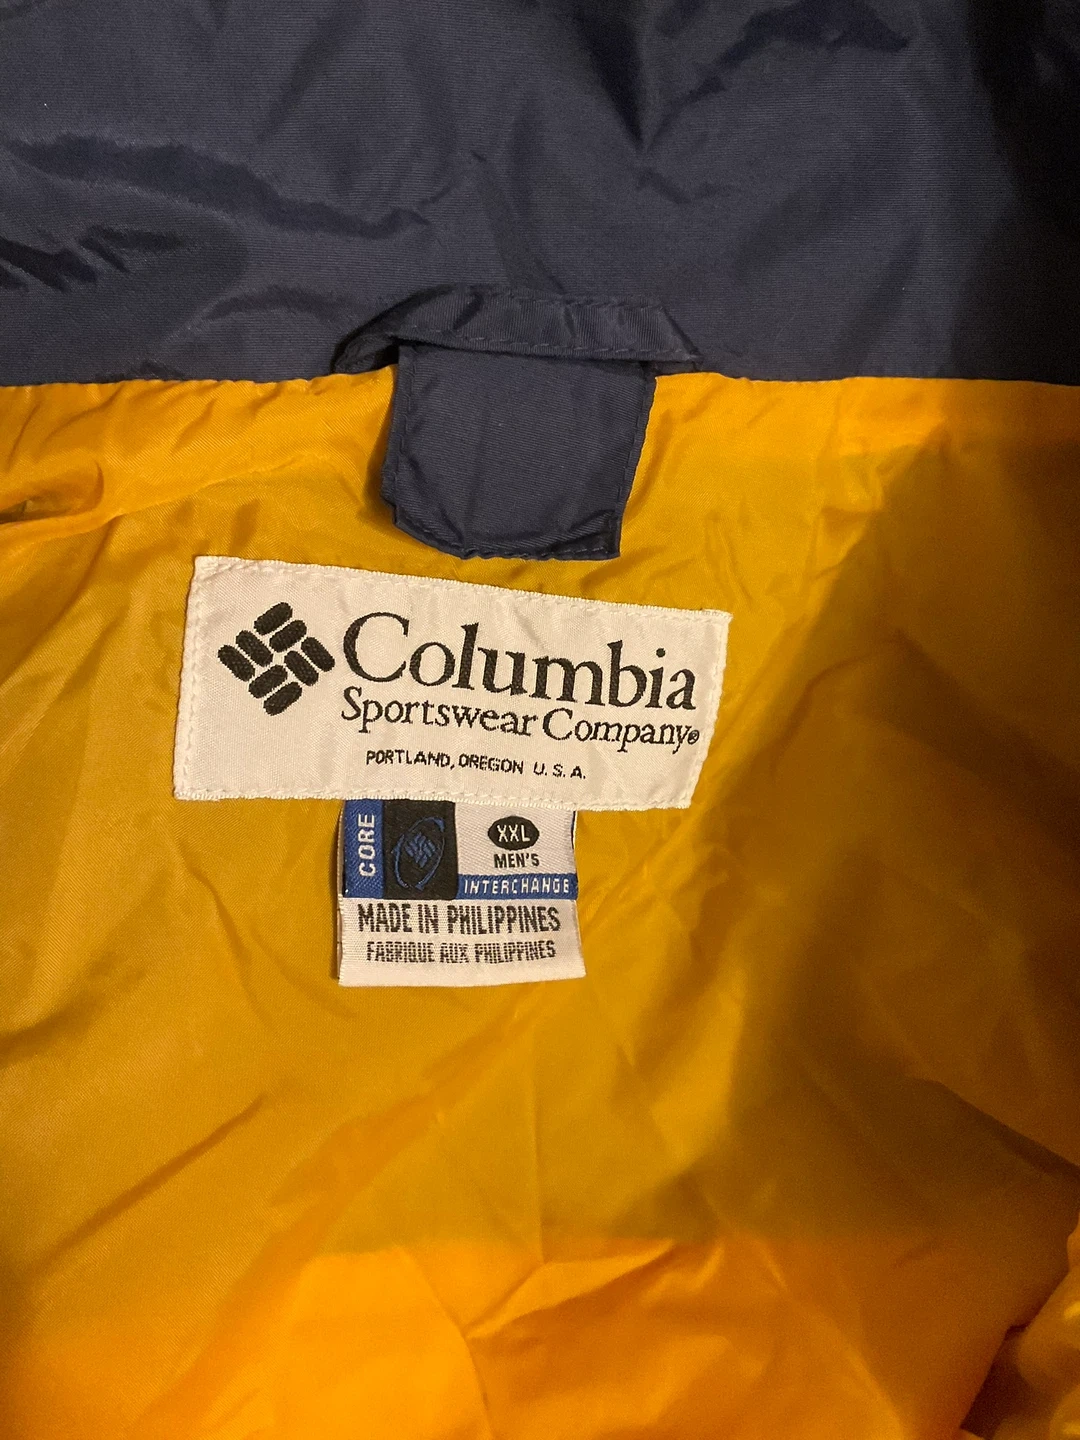 Columbia
Sportswear Company®
PORTLAND, OREGON U.S.A.
CORE
XXL
MEN'S
INTERCHANGE
MADE IN PHILIPPINES
FABRIQUE AUX PHILIPPINES